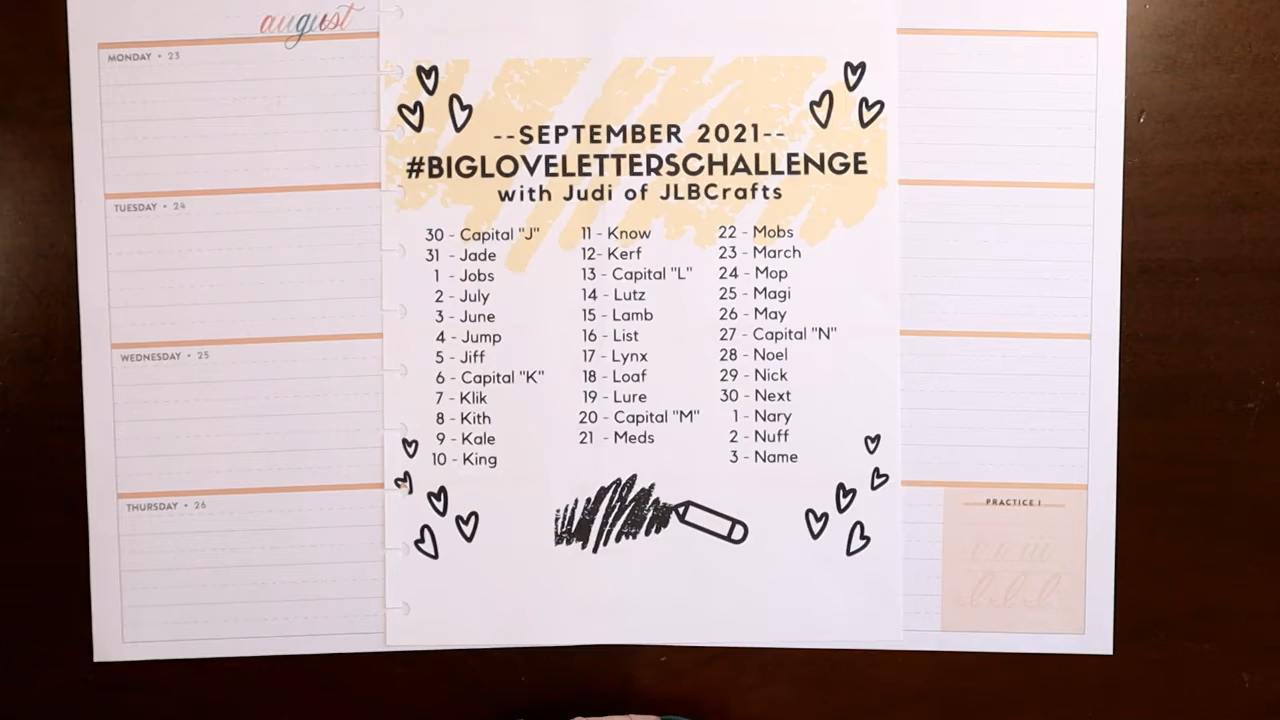 august
MONDAY • 23
TUESDAY • 24
WEDNESDAY • 25
THURSDAY • 26
--SEPTEMBER 2021--
#BIGLOVELETTERSCHALLENGE
with Judi of JLBCrafts
30 - Capital "J"
31 - Jade
1 - Jobs
2 - July
3 - June
4 - Jump
5 - Jiff
6 - Capital "K"
7 - Klik
8 - Kith
9 - Kale
10 - King
11 - Know
12- Kerf
13 - Capital "L"
14 - Lutz
15 - Lamb
16 - List
17 - Lynx
18 - Loaf
19 - Lure
20 - Capital "M"
21 - Meds
22 - Mobs
23 - March
24 - Mop
25 - Magi
26 - May
27 - Capital "N"
28 - Noel
29 - Nick
30 - Next
1 - Nary
2 - Nuff
3 - Name
PRACTICE